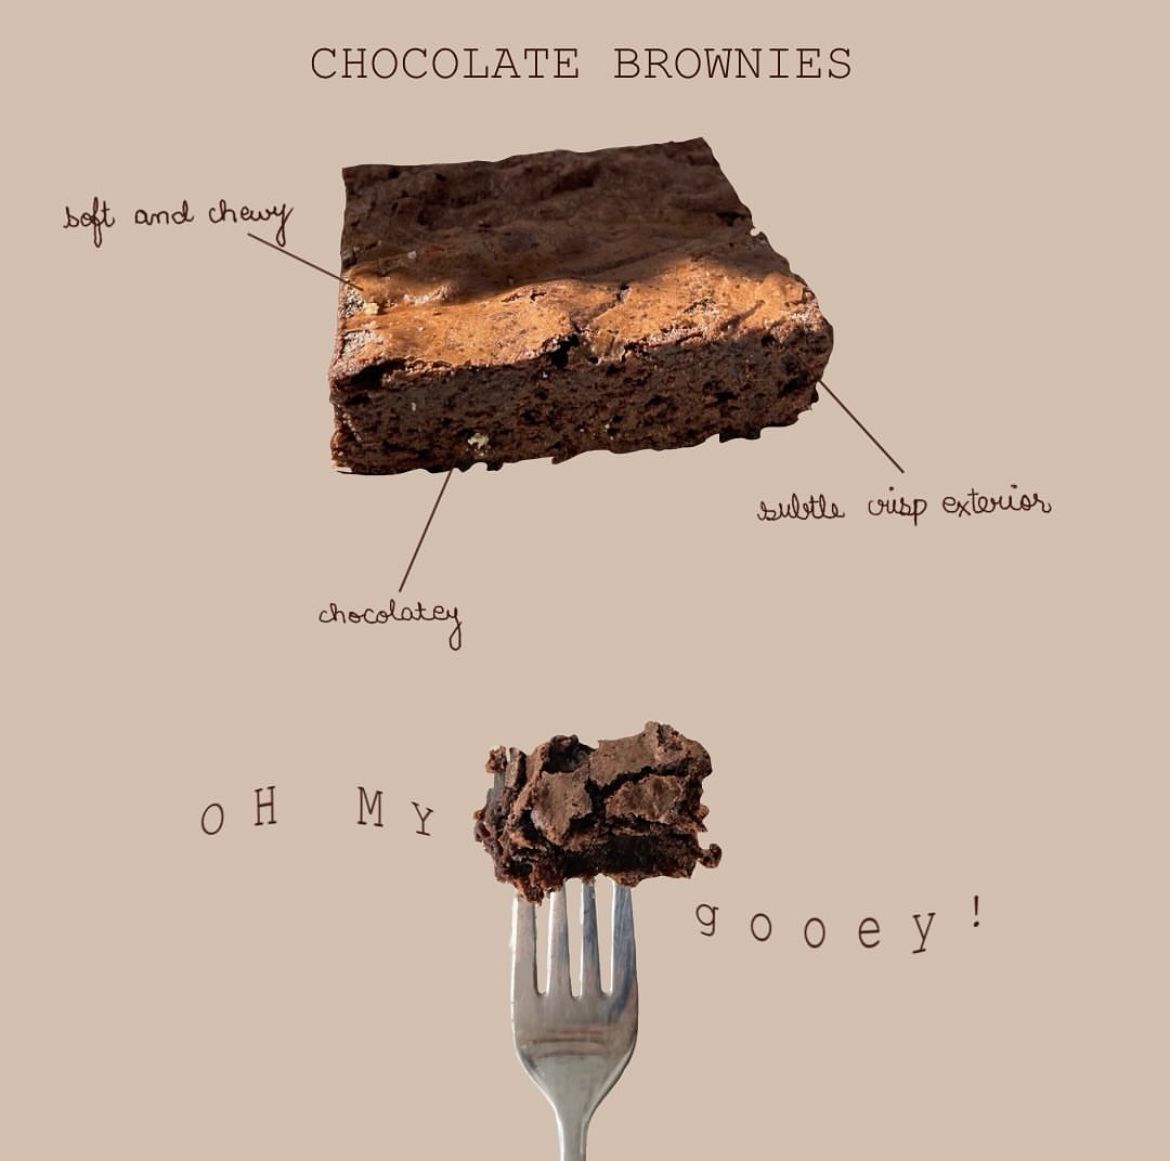 CHOCOLATE BROWNIES
soft and chewy
subtle crisp exterior
chocolatey
OH MY
gooey!